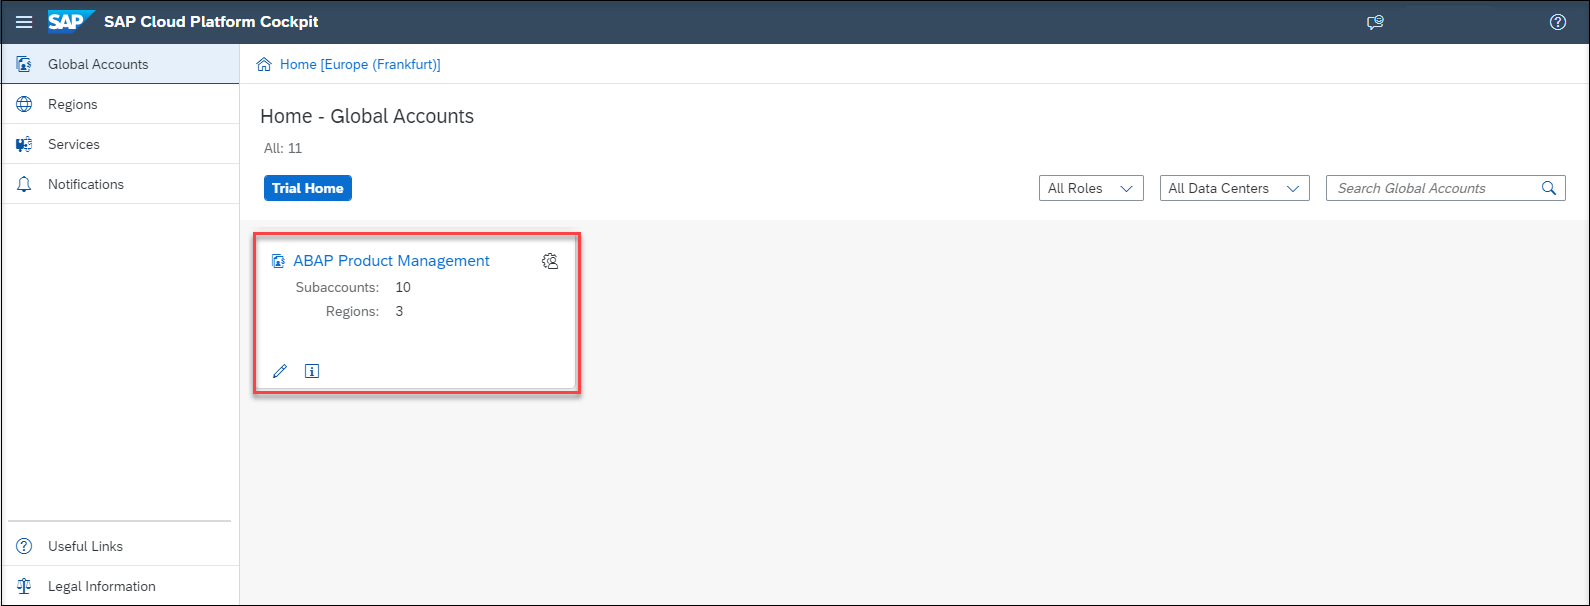 SAP SAP Cloud Platform Cockpit
Global Accounts
Regions
Services
Notifications
Useful Links
Legal Information
Home [Europe (Frankfurt)]
Home - Global Accounts
All: 11
Trial Home
All Roles
All Data Centers
Search Global Accounts
ABAP Product Management
Subaccounts: 10
Regions: 3